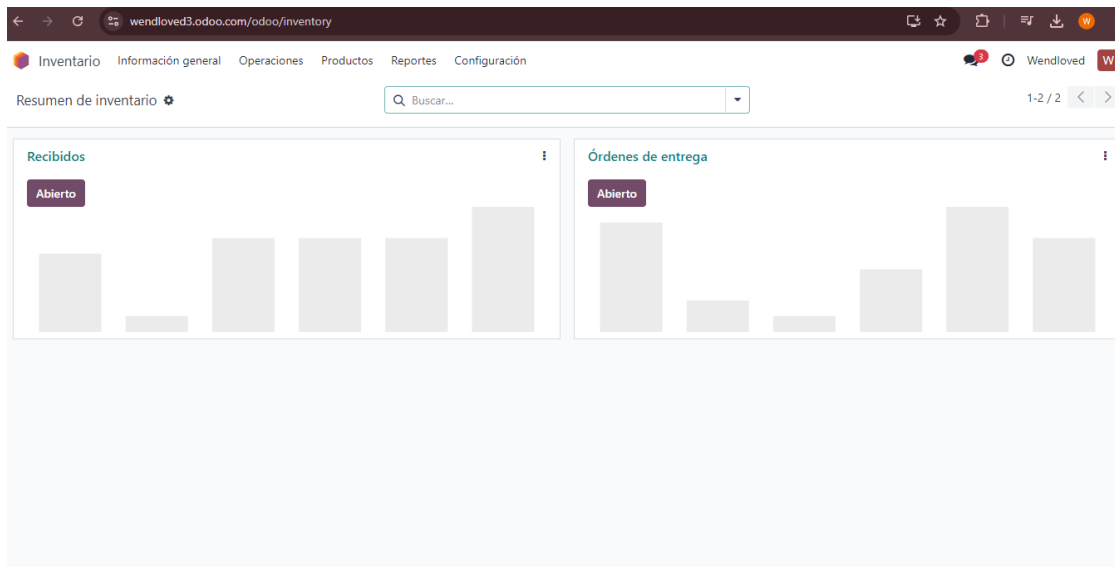 wendloved3.odoo.com/odoo/inventory
W
Inventario Información general Operaciones Productos Reportes Configuración
3
Wendloved
W
Resumen de inventario
Buscar...
1-2 / 2
Recibidos
Abierto
Órdenes de entrega
Abierto